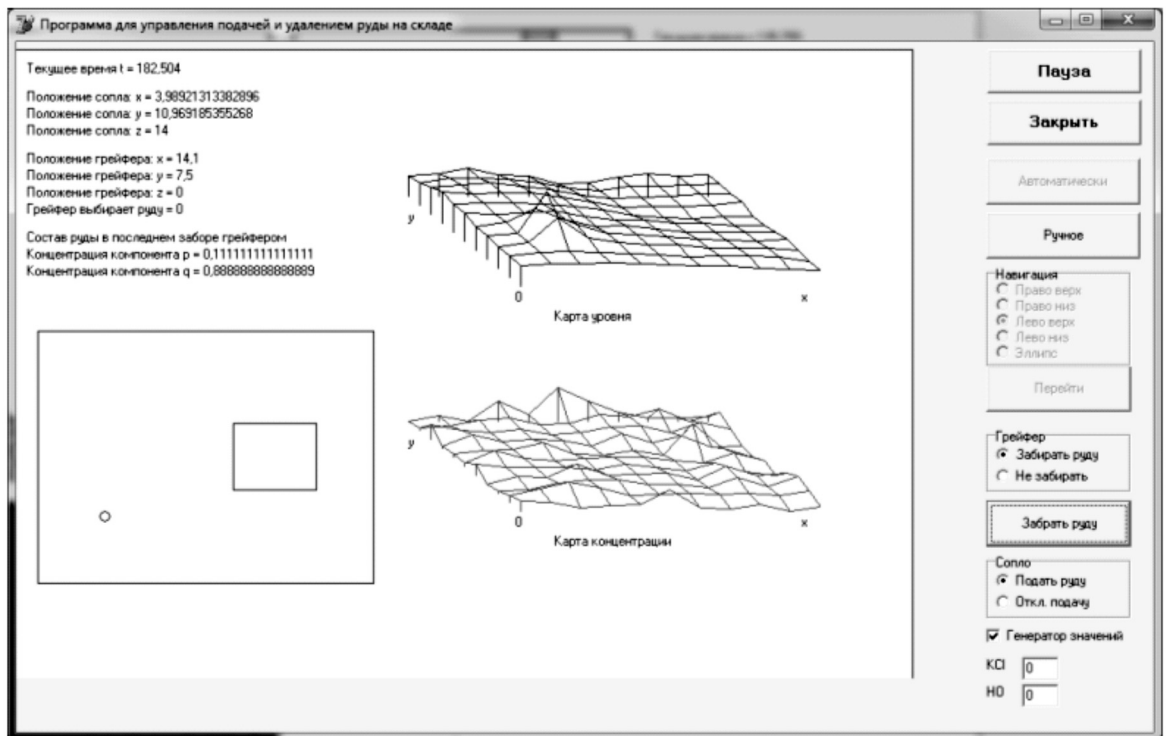 Программа для управления подачей и удалением руды на складе
Текущее время t = 182,504
Положение сопла: x = 3,98921313382896
Положение сопла: y = 10,969185355268
Положение сопла: z = 14
Положение грейфера: x = 14,1
Положение грейфера: y = 7,5
Положение грейфера: z = 0
Грейфер выбирает руду = 0
Состав руды в последнем заборе грейфером
Концентрация компонента p = 0,111111111111111
Концентрация компонента q = 0,888888888888889
y
0
x
Карта уровня
y
0
x
Карта концентрации
Пауза
Закрыть
Автоматически
Ручное
Навигация
Право верх
Право низ
Лево верх
Лево низ
Эллипс
Перейти
Грейфер
Забирать руду
Не забирать
Забрать руду
Сопло
Подать руду
Откл. подачу
Генератор значений
KCl 0
HO 0